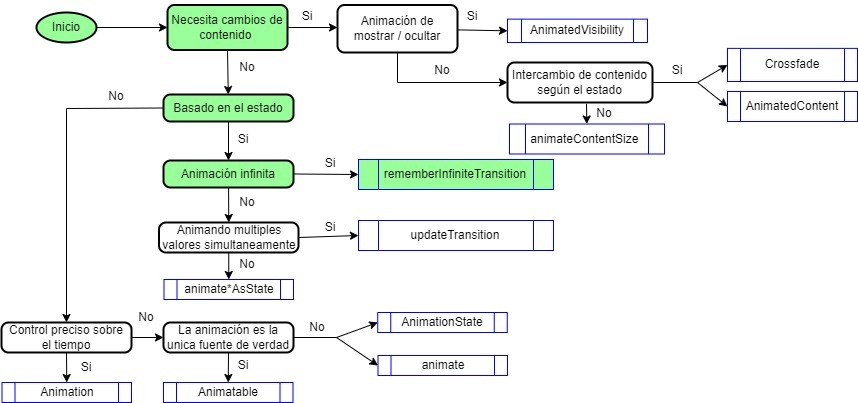 Inicio
Necesita cambios de
contenido
Si
Animación de
mostrar / ocultar
Si
AnimatedVisibility
No
No
Intercambio de contenido
según el estado
Si
Crossfade
AnimatedContent
No
animateContentSize
No
Basado en el estado
Si
Animación infinita
Si
rememberInfiniteTransition
No
Animando multiples
valores simultaneamente
Si
updateTransition
No
animate*AsState
Control preciso sobre
el tiempo
No
La animación es la
unica fuente de verdad
No
AnimationState
animate
Si
Animation
Si
Animatable